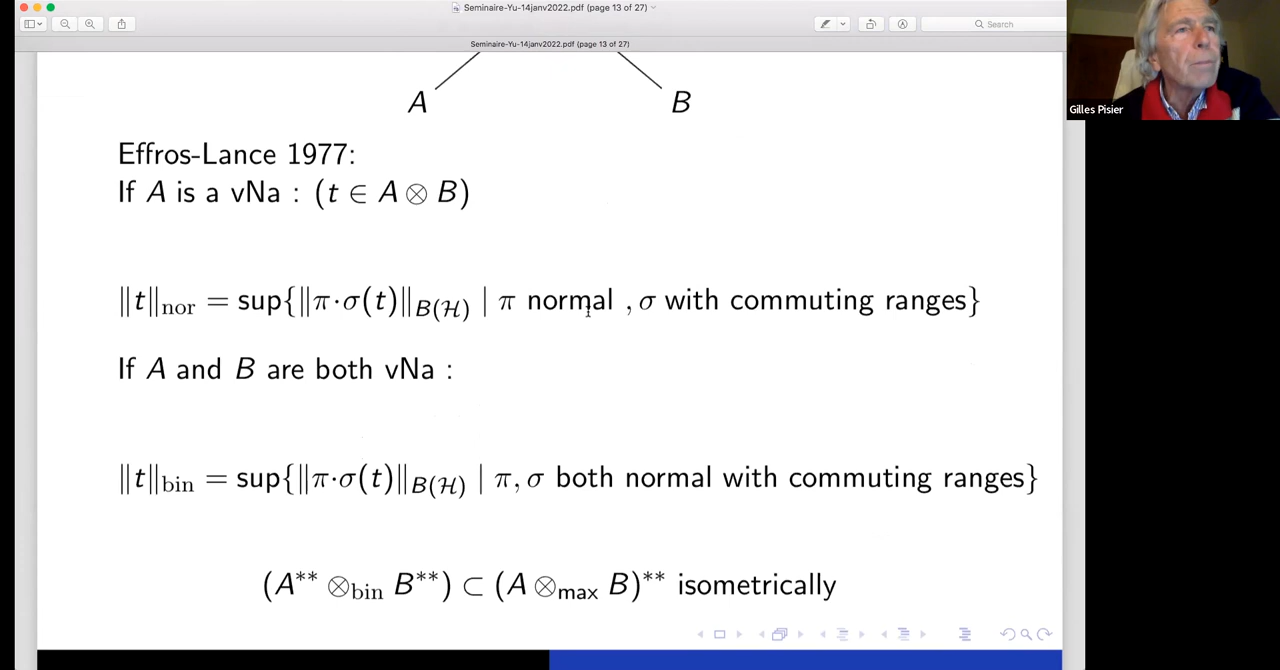 Seminaire-Yu-14janv2022.pdf (page 13 of 27)
Search
Seminaire-Yu-14janv2022.pdf (page 13 of 27)
Gilles Pisier
A B
Effros-Lance 1977:
If A is a vNa : (t ∈ A ⊗ B)
‖t‖nor = sup{‖π·σ(t)‖B(ℋ) | π normal , σ with commuting ranges}
If A and B are both vNa :
‖t‖bin = sup{‖π·σ(t)‖B(ℋ) | π, σ both normal with commuting ranges}
(A** ⊗bin B**) ⊂ (A ⊗max B)** isometrically